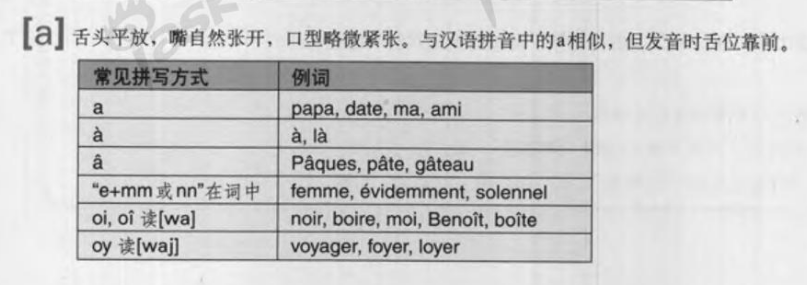 [a] 舌头平放，嘴自然张开，口型略微紧张。与汉语拼音中的a相似，但发音时舌位靠前。
常见拼写方式 例词
a papa, date, ma, ami
à à, là
â Pâques, pâte, gâteau
“e+mm或nn”在词中 femme, évidemment, solennel
oi, oî 读[wa] noir, boire, moi, Benoît, boîte
oy 读[waj] voyager, foyer, loyer